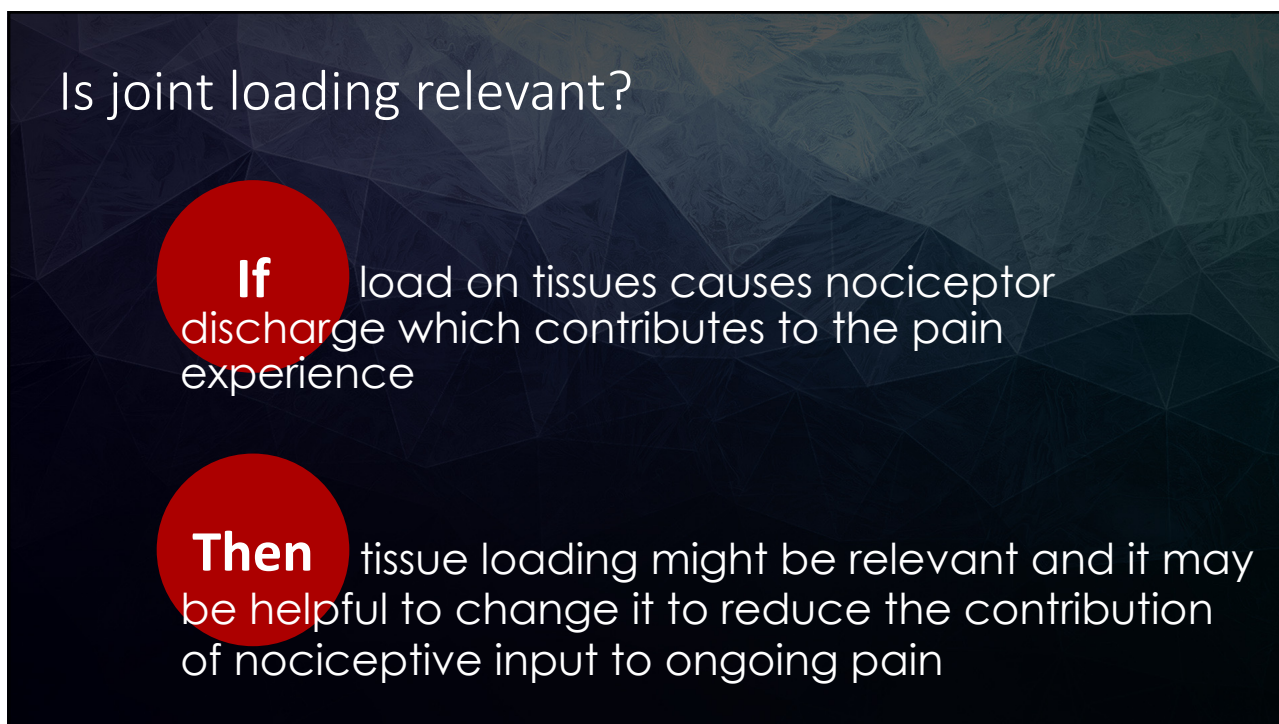 Is joint loading relevant?
If load on tissues causes nociceptor
discharge which contributes to the pain
experience
Then tissue loading might be relevant and it may
be helpful to change it to reduce the contribution
of nociceptive input to ongoing pain